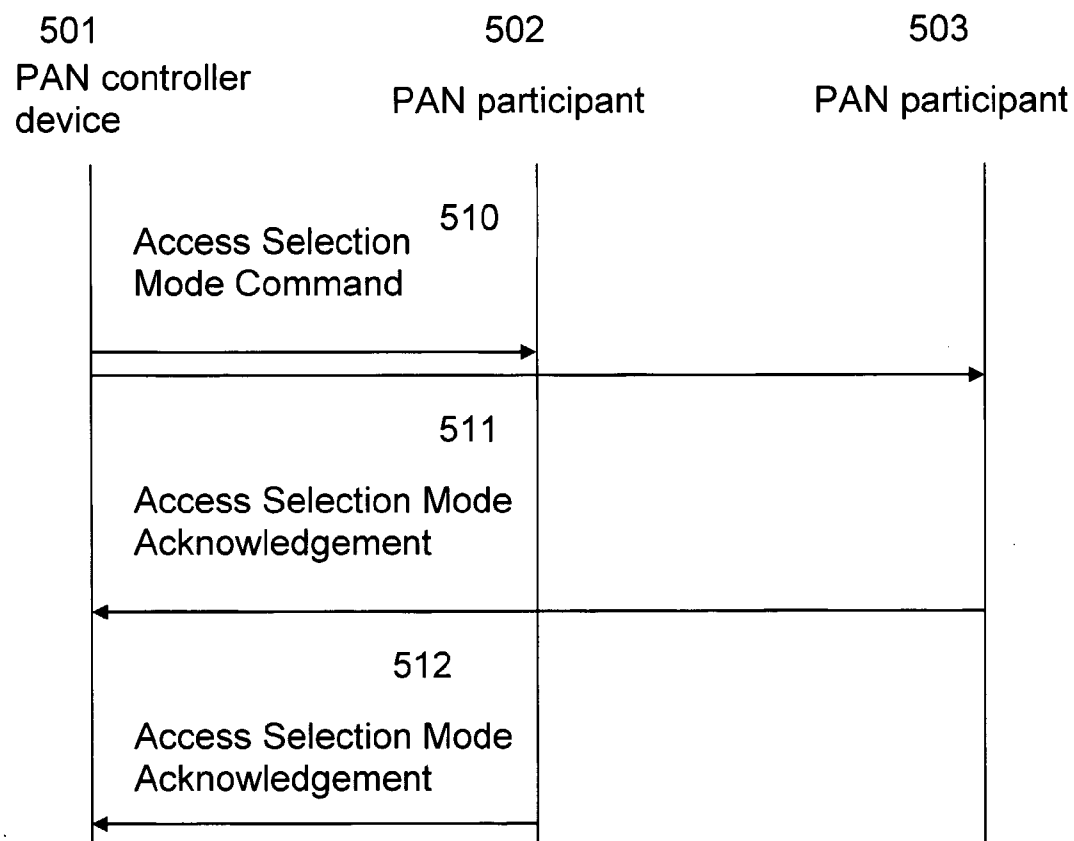 501
502
503
PAN controller
device
PAN participant
PAN participant
510
Access Selection
Mode Command
511
Access Selection Mode
Acknowledgement
512
Access Selection Mode
Acknowledgement